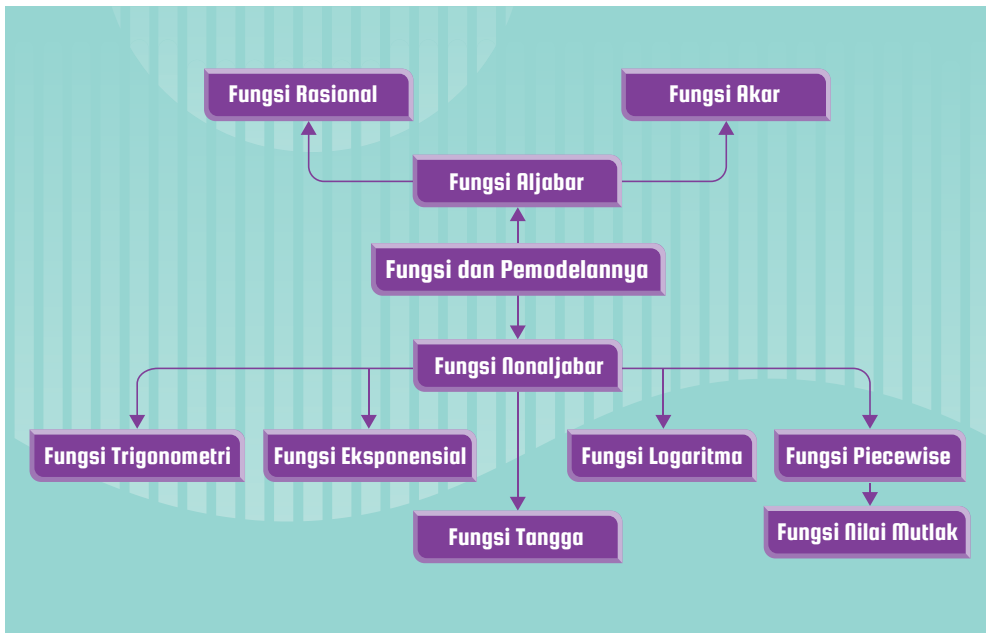 Fungsi Rasional
Fungsi Akar
Fungsi Aljabar
Fungsi dan Pemodelannya
Fungsi Nonaljabar
Fungsi Trigonometri
Fungsi Eksponensial
Fungsi Logaritma
Fungsi Piecewise
Fungsi Tangga
Fungsi Nilai Mutlak